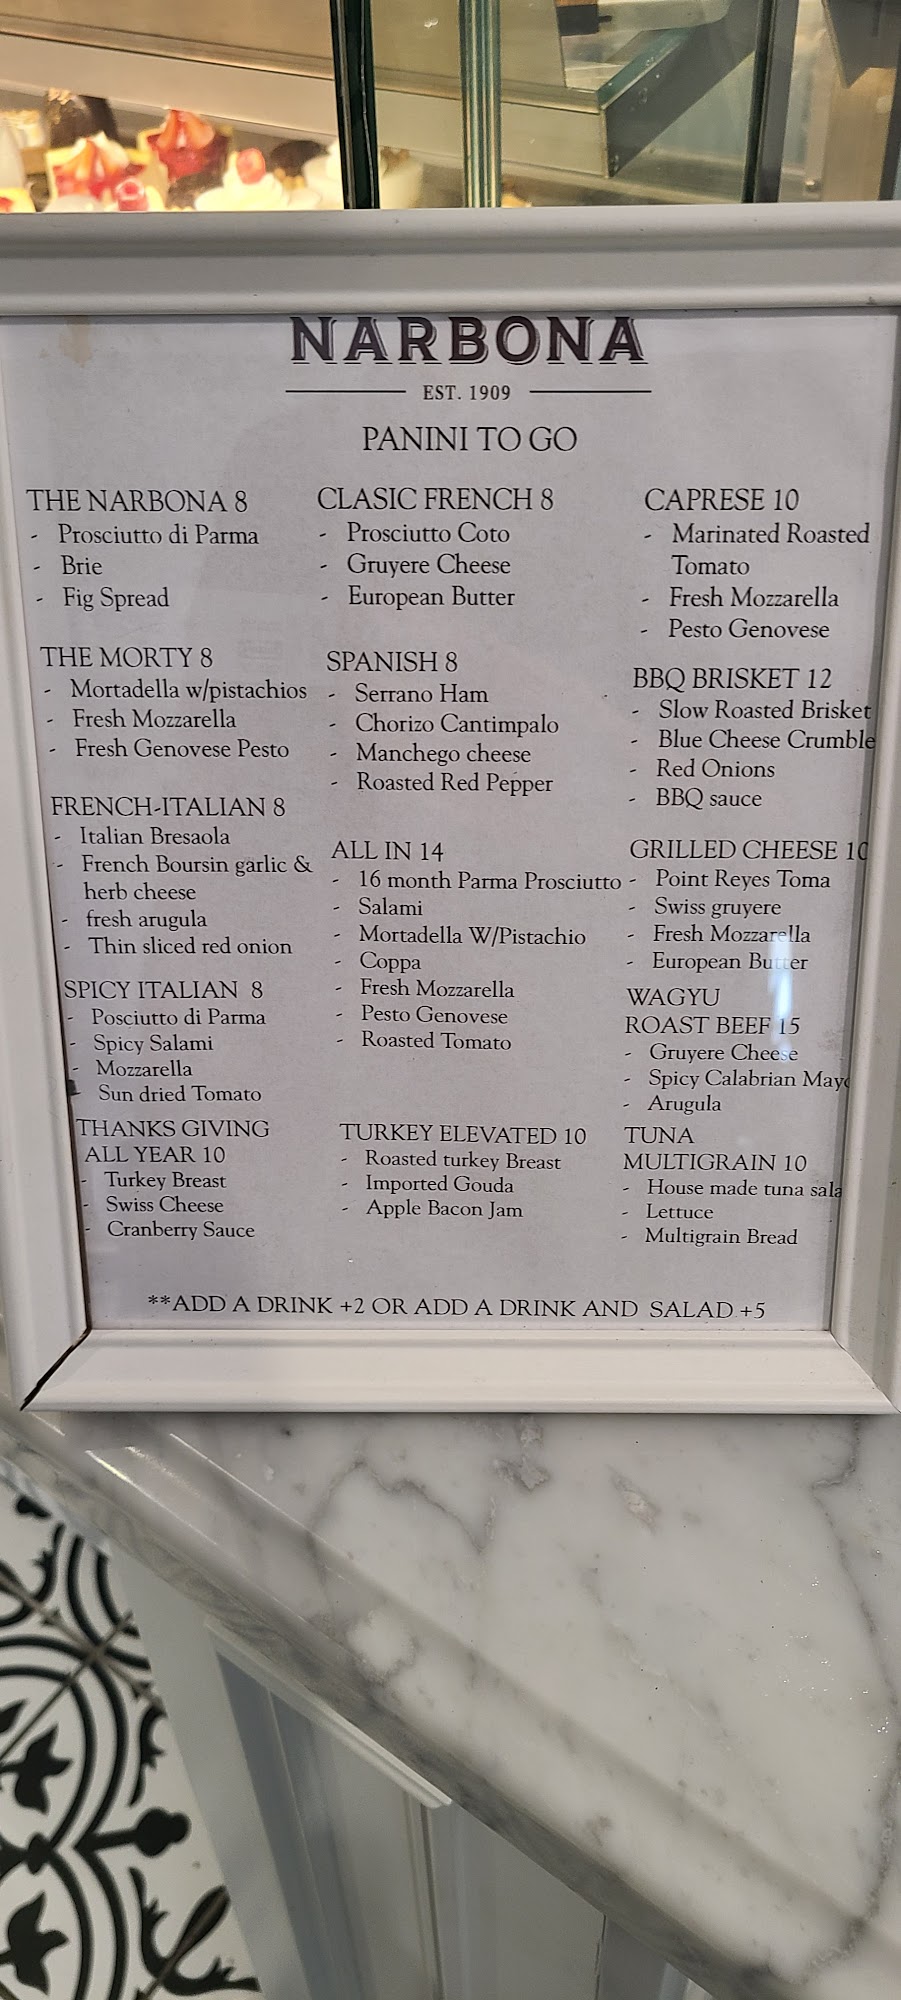 NARBONA
EST. 1909
PANINI TO GO
THE NARBONA 8
- Prosciutto di Parma
- Brie
- Fig Spread
THE MORTY 8
- Mortadella w/pistachios
- Fresh Mozzarella
- Fresh Genovese Pesto
FRENCH-ITALIAN 8
- Italian Bresaola
- French Boursin garlic &
herb cheese
- fresh arugula
- Thin sliced red onion
SPICY ITALIAN 8
- Posciutto di Parma
- Spicy Salami
- Mozzarella
Sun dried Tomato
THANKS GIVING
ALL YEAR 10
- Turkey Breast
- Swiss Cheese
- Cranberry Sauce
CLASIC FRENCH 8
- Prosciutto Coto
- Gruyere Cheese
- European Butter
SPANISH 8
- Serrano Ham
- Chorizo Cantimpalo
- Manchego cheese
- Roasted Red Pepper
ALL IN 14
- 16 month Parma Prosciutto
- Salami
- Mortadella W/Pistachio
- Coppa
- Fresh Mozzarella
- Pesto Genovese
- Roasted Tomato
TURKEY ELEVATED 10
- Roasted turkey Breast
- Imported Gouda
- Apple Bacon Jam
CAPRESE 10
- Marinated Roasted
Tomato
- Fresh Mozzarella
- Pesto Genovese
BBQ BRISKET 12
- Slow Roasted Brisket
- Blue Cheese Crumble
- Red Onions
- BBQ sauce
GRILLED CHEESE 10
- Point Reyes Toma
- Swiss gruyere
- Fresh Mozzarella
- European Butter
WAGYU
ROAST BEEF 15
- Gruyere Cheese
- Spicy Calabrian Mayo
- Arugula
TUNA
MULTIGRAIN 10
- House made tuna sala
- Lettuce
- Multigrain Bread
**ADD A DRINK +2 OR ADD A DRINK AND SALAD +5